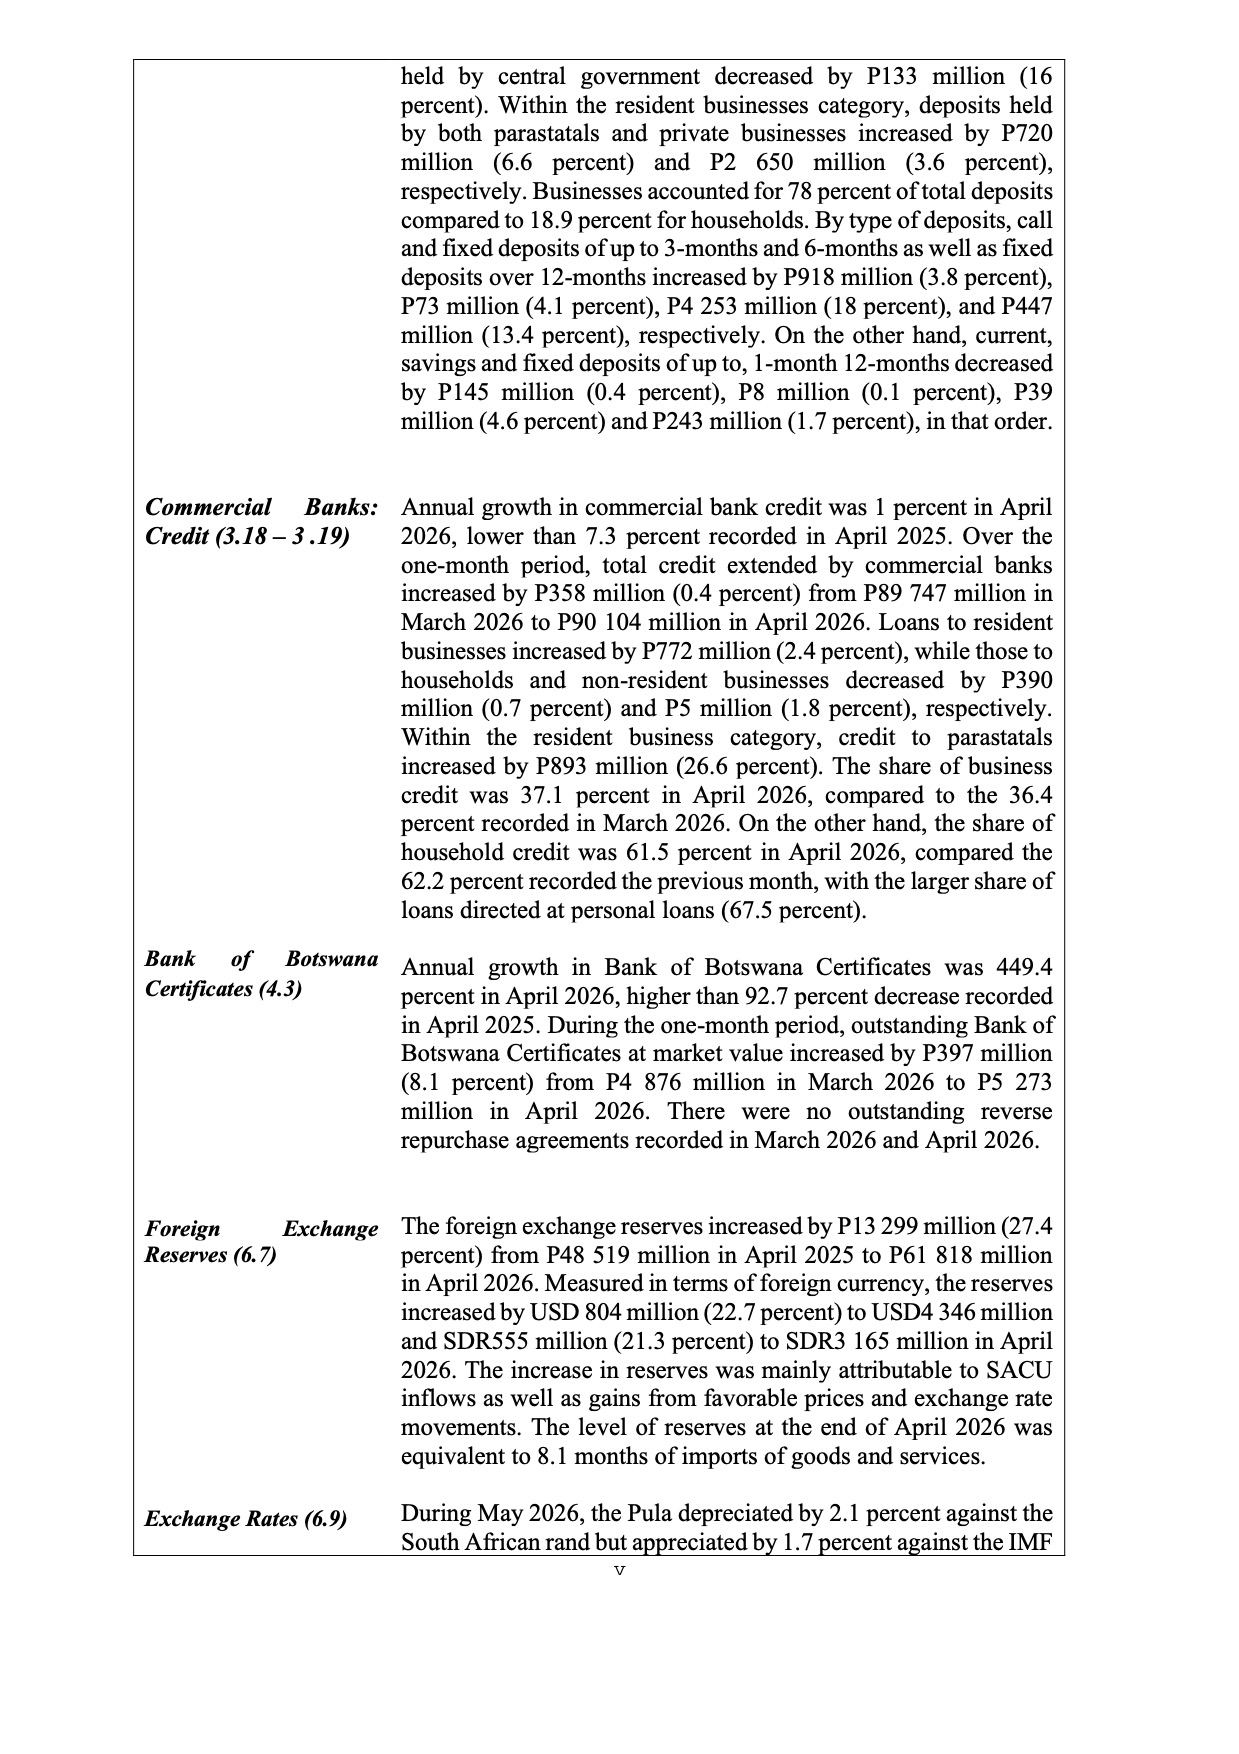 held by central government decreased by P133 million (16
percent). Within the resident businesses category, deposits held
by both parastatals and private businesses increased by P720
million (6.6 percent) and P2 650 million (3.6 percent),
respectively. Businesses accounted for 78 percent of total deposits
compared to 18.9 percent for households. By type of deposits, call
and fixed deposits of up to 3-months and 6-months as well as fixed
deposits over 12-months increased by P918 million (3.8 percent),
P73 million (4.1 percent), P4 253 million (18 percent), and P447
million (13.4 percent), respectively. On the other hand, current,
savings and fixed deposits of up to, 1-month 12-months decreased
by P145 million (0.4 percent), P8 million (0.1 percent), P39
million (4.6 percent) and P243 million (1.7 percent), in that order.
Commercial Banks:
Credit (3.18 – 3 .19)
Annual growth in commercial bank credit was 1 percent in April
2026, lower than 7.3 percent recorded in April 2025. Over the
one-month period, total credit extended by commercial banks
increased by P358 million (0.4 percent) from P89 747 million in
March 2026 to P90 104 million in April 2026. Loans to resident
businesses increased by P772 million (2.4 percent), while those to
households and non-resident businesses decreased by P390
million (0.7 percent) and P5 million (1.8 percent), respectively.
Within the resident business category, credit to parastatals
increased by P893 million (26.6 percent). The share of business
credit was 37.1 percent in April 2026, compared to the 36.4
percent recorded in March 2026. On the other hand, the share of
household credit was 61.5 percent in April 2026, compared the
62.2 percent recorded the previous month, with the larger share of
loans directed at personal loans (67.5 percent).
Bank of Botswana
Certificates (4.3)
Annual growth in Bank of Botswana Certificates was 449.4
percent in April 2026, higher than 92.7 percent decrease recorded
in April 2025. During the one-month period, outstanding Bank of
Botswana Certificates at market value increased by P397 million
(8.1 percent) from P4 876 million in March 2026 to P5 273
million in April 2026. There were no outstanding reverse
repurchase agreements recorded in March 2026 and April 2026.
Foreign Exchange
Reserves (6.7)
The foreign exchange reserves increased by P13 299 million (27.4
percent) from P48 519 million in April 2025 to P61 818 million
in April 2026. Measured in terms of foreign currency, the reserves
increased by USD 804 million (22.7 percent) to USD4 346 million
and SDR555 million (21.3 percent) to SDR3 165 million in April
2026. The increase in reserves was mainly attributable to SACU
inflows as well as gains from favorable prices and exchange rate
movements. The level of reserves at the end of April 2026 was
equivalent to 8.1 months of imports of goods and services.
Exchange Rates (6.9)
During May 2026, the Pula depreciated by 2.1 percent against the
South African rand but appreciated by 1.7 percent against the IMF
v